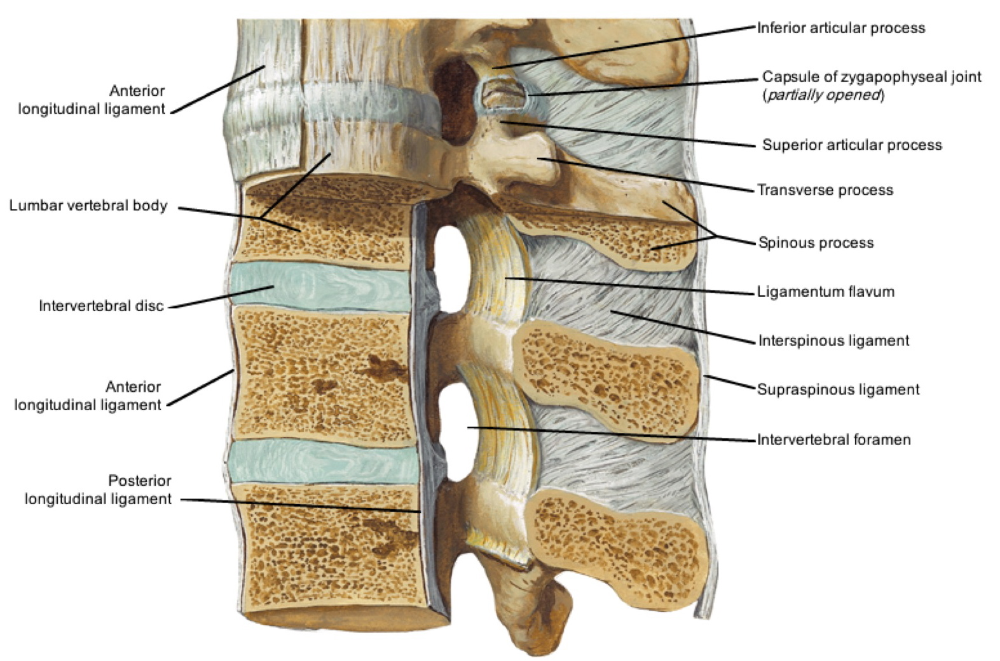 Anterior
longitudinal ligament
Lumbar vertebral body
Intervertebral disc
Anterior
longitudinal ligament
Posterior
longitudinal ligament
Inferior articular process
Capsule of zygapophyseal joint
(partially opened)
Superior articular process
Transverse process
Spinous process
Ligamentum flavum
Interspinous ligament
Supraspinous ligament
Intervertebral foramen